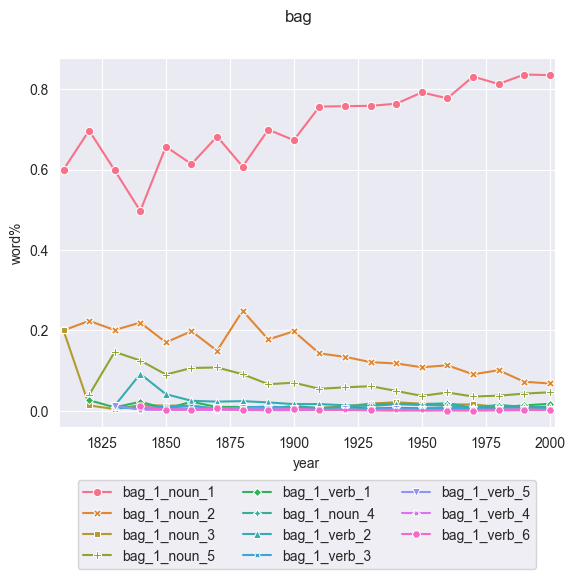 bag
0.8
0.6
0.4
0.2
0.0
word%
1825 1850 1875 1900 1925 1950 1975 2000
year
bag_1_noun_1 bag_1_verb_1 bag_1_verb_5
bag_1_noun_2 bag_1_noun_4 bag_1_verb_4
bag_1_noun_3 bag_1_verb_2 bag_1_verb_6
bag_1_noun_5 bag_1_verb_3